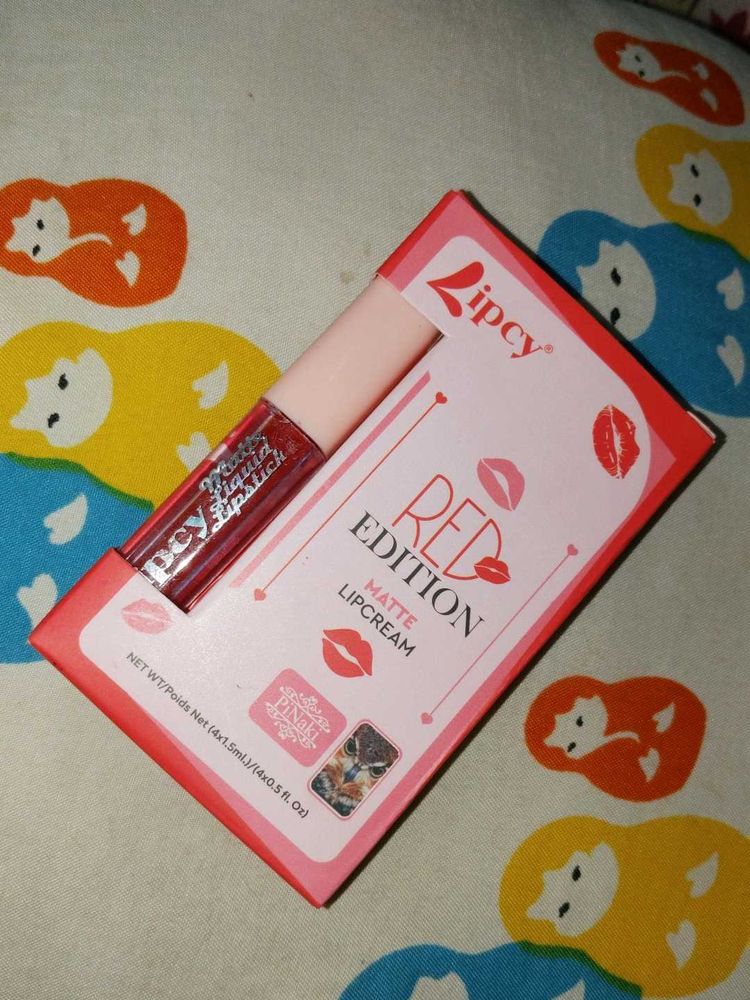 Lipcy®
RED
EDITION
MATTE
LIPCREAM
PiNaki
NET WT/Poids Net (4x1.5ml.)/(4x0.5 fl. Oz)
pcy
Matte
Liquid
Lipstick